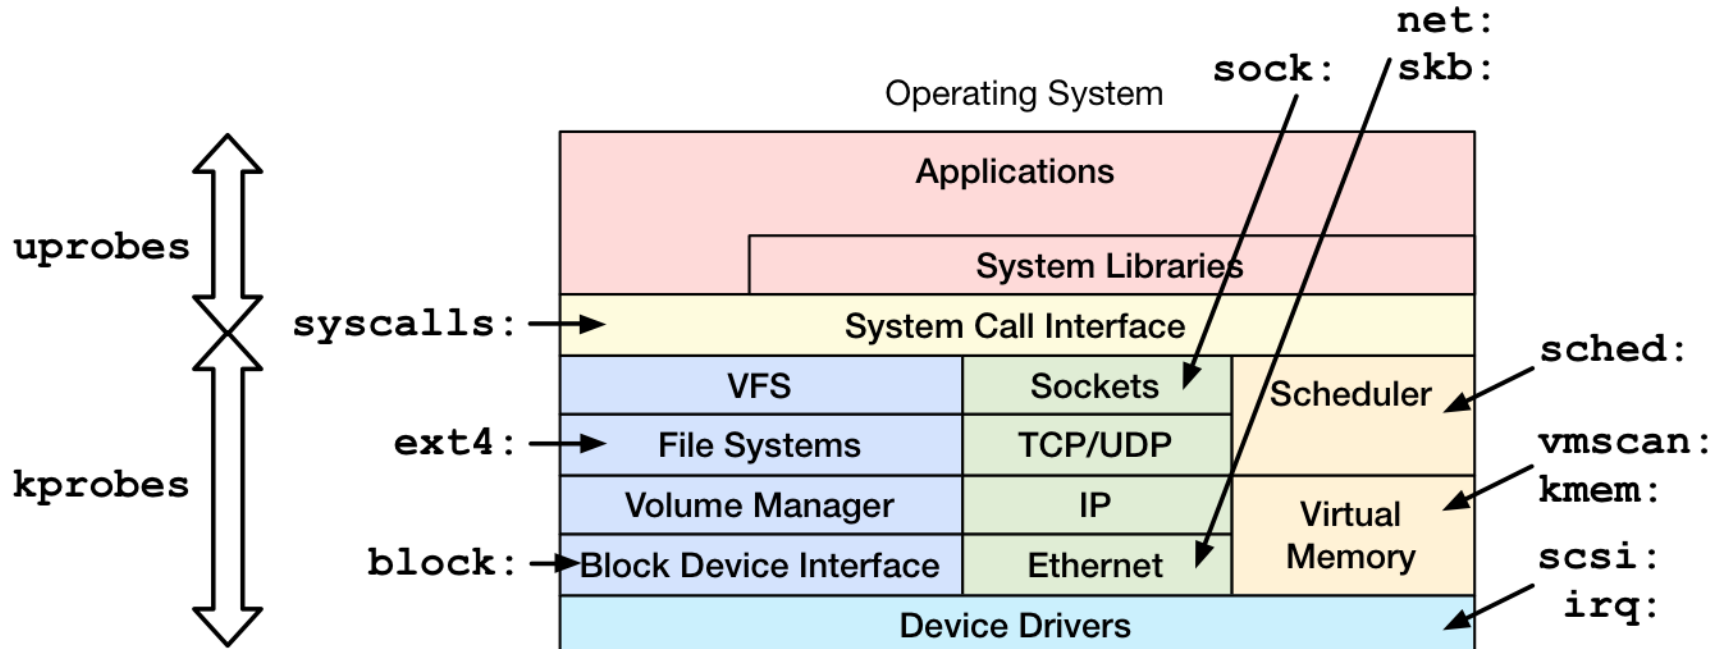 net:
sock: skb:
Operating System
Applications
uprobes
System Libraries
syscalls:
System Call Interface
sched:
VFS
Sockets
Scheduler
ext4:
File Systems
TCP/UDP
vmscan:
kprobes
kmem:
Volume Manager
IP
Virtual
Memory
block:
Block Device Interface
Ethernet
scsi:
irq:
Device Drivers